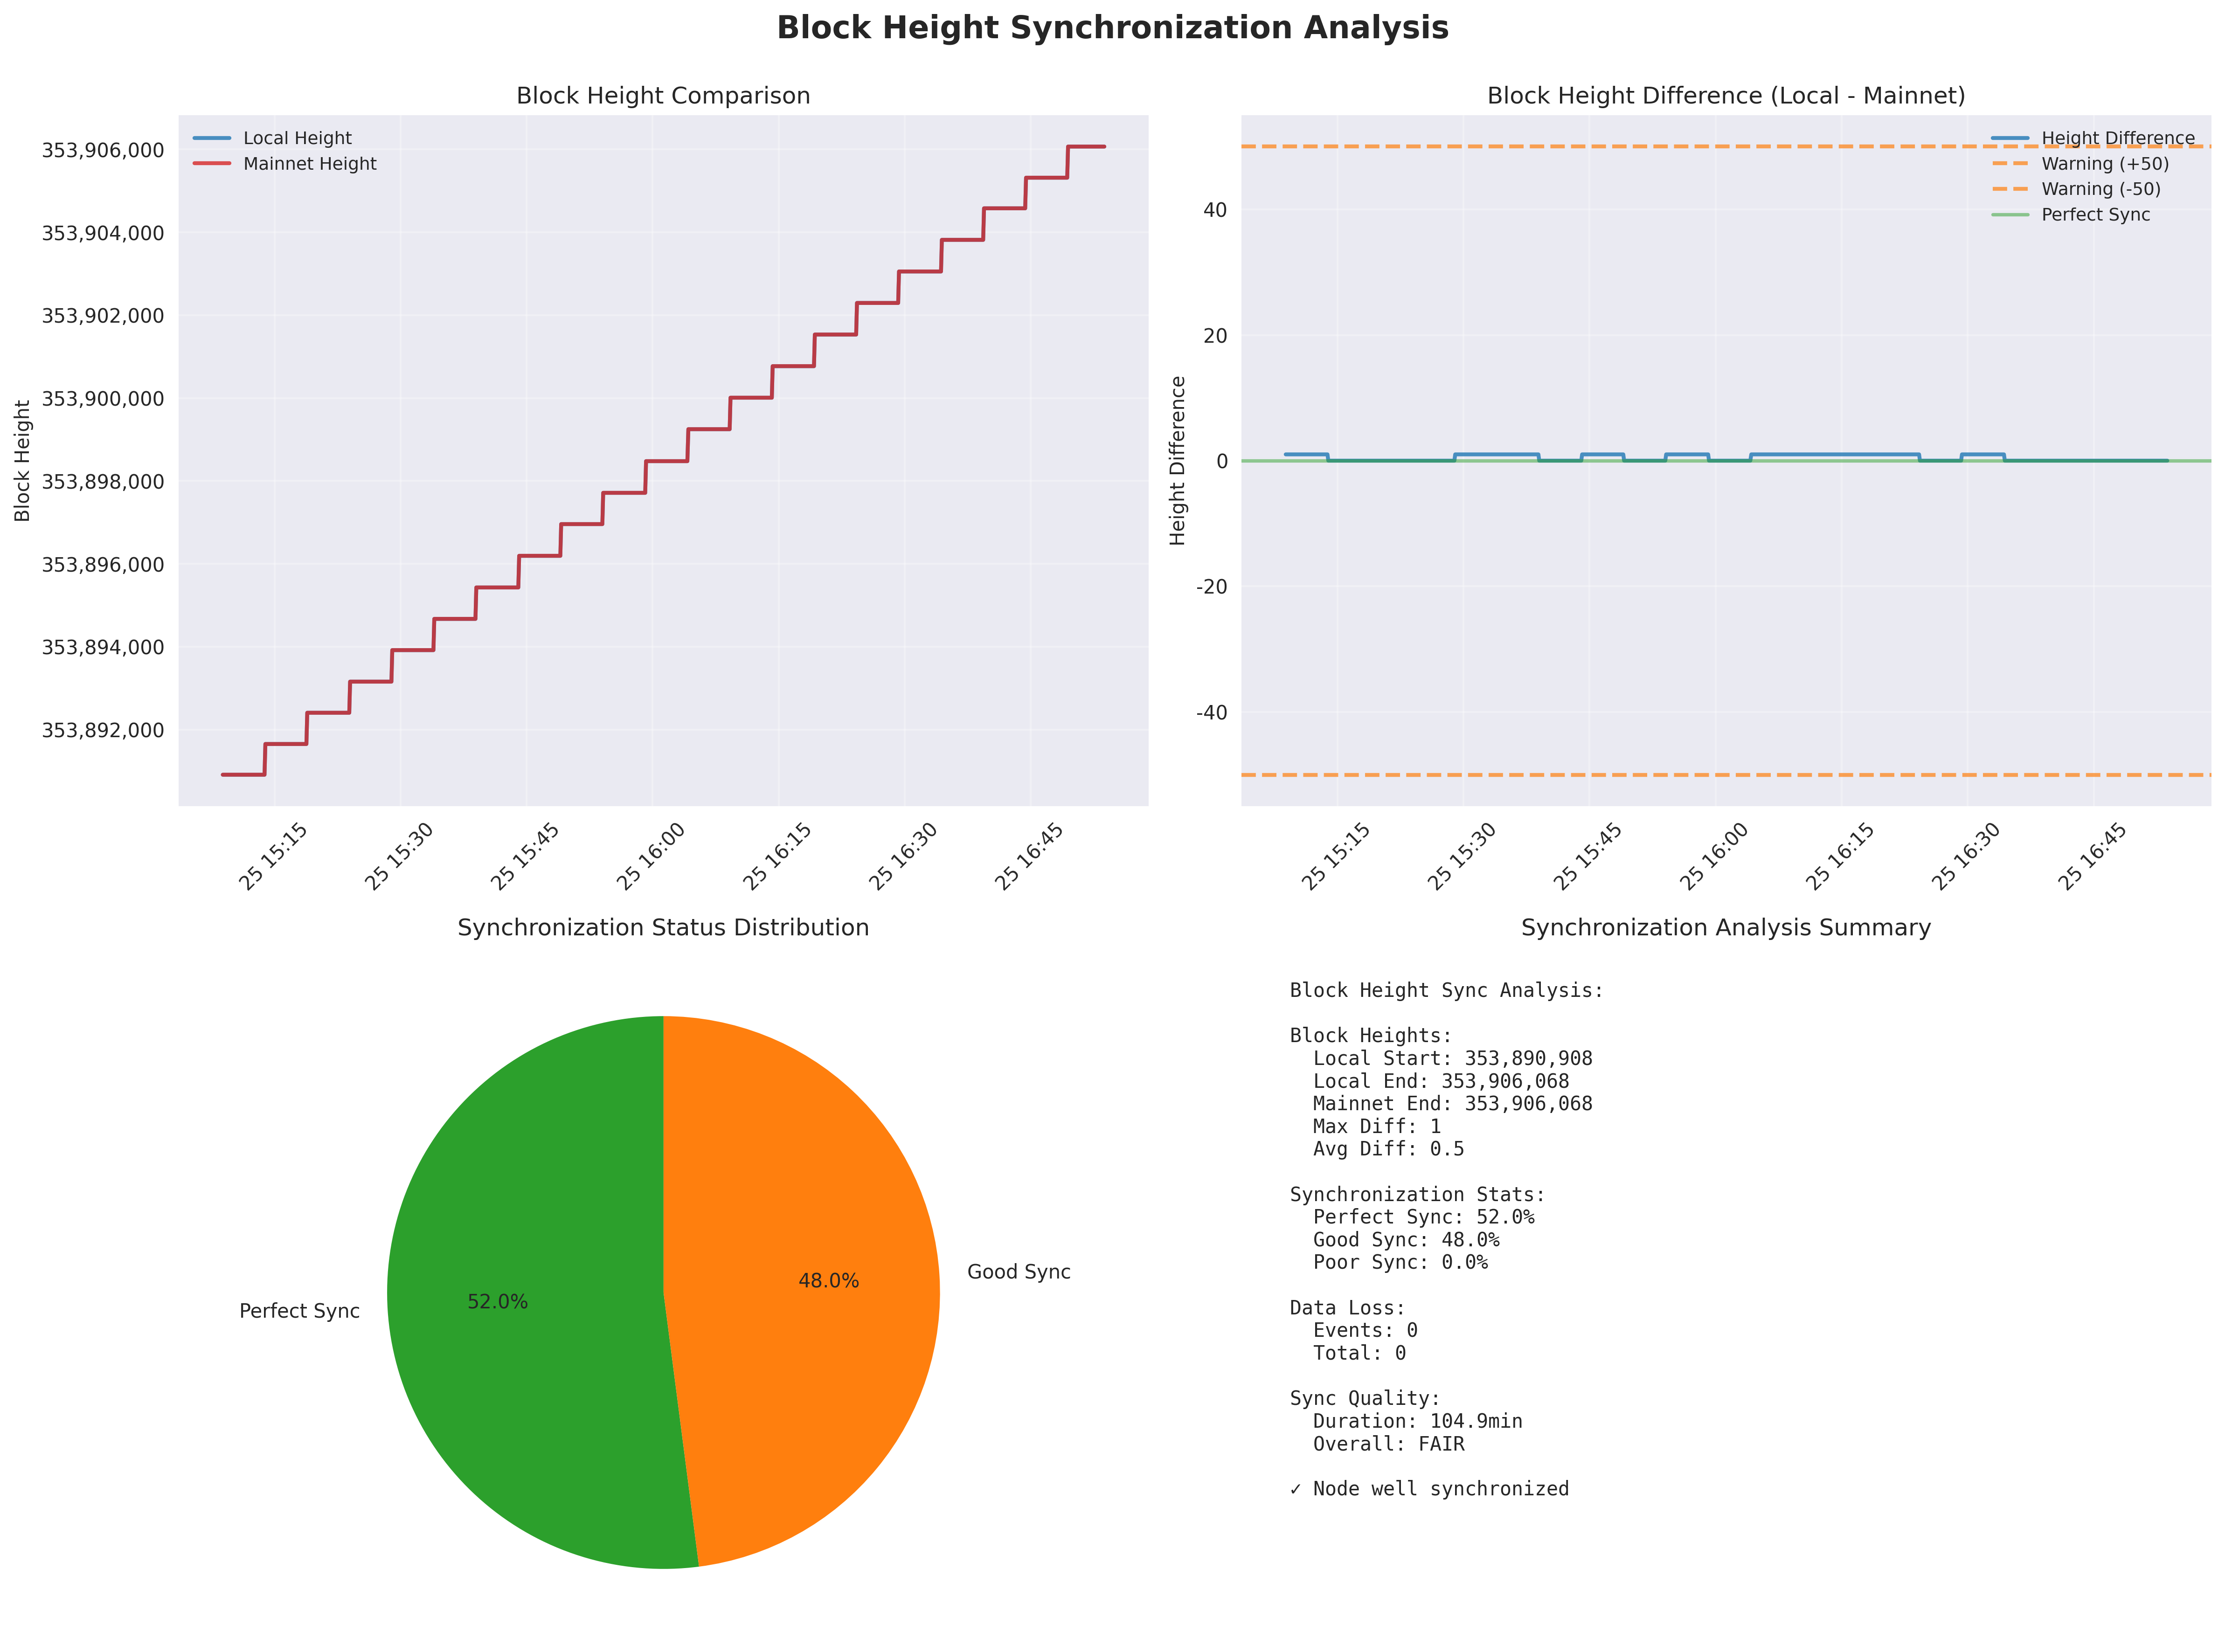 Block Height Synchronization Analysis
Block Height Comparison
Local Height
Mainnet Height
Block Height
353,906,000
353,904,000
353,902,000
353,900,000
353,898,000
353,896,000
353,894,000
353,892,000
25 15:15
25 15:30
25 15:45
25 16:00
25 16:15
25 16:30
25 16:45
Block Height Difference (Local - Mainnet)
Height Difference
Warning (+50)
Warning (-50)
Perfect Sync
Height Difference
40
20
0
-20
-40
25 15:15
25 15:30
25 15:45
25 16:00
25 16:15
25 16:30
25 16:45
Synchronization Status Distribution
Perfect Sync
52.0%
48.0%
Good Sync
Synchronization Analysis Summary
Block Height Sync Analysis:
Block Heights:
Local Start: 353,890,908
Local End: 353,906,068
Mainnet End: 353,906,068
Max Diff: 1
Avg Diff: 0.5
Synchronization Stats:
Perfect Sync: 52.0%
Good Sync: 48.0%
Poor Sync: 0.0%
Data Loss:
Events: 0
Total: 0
Sync Quality:
Duration: 104.9min
Overall: FAIR
✓ Node well synchronized